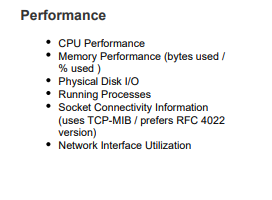 Performance
• CPU Performance
• Memory Performance (bytes used /
% used )
• Physical Disk I/O
• Running Processes
• Socket Connectivity Information
(uses TCP-MIB / prefers RFC 4022
version)
• Network Interface Utilization